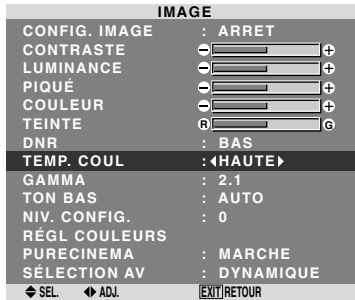 IMAGE
CONFIG. IMAGE : ARRET
CONTRASTE
LUMINANCE
PIQUÉ
COULEUR
TEINTE R G
DNR : BAS
TEMP. COUL : HAUTE
GAMMA : 2.1
TON BAS : AUTO
NIV. CONFIG. : 0
RÉGL COULEURS
PURECINEMA : MARCHE
SÉLECTION AV : DYNAMIQUE
SEL. ADJ. EXIT RETOUR